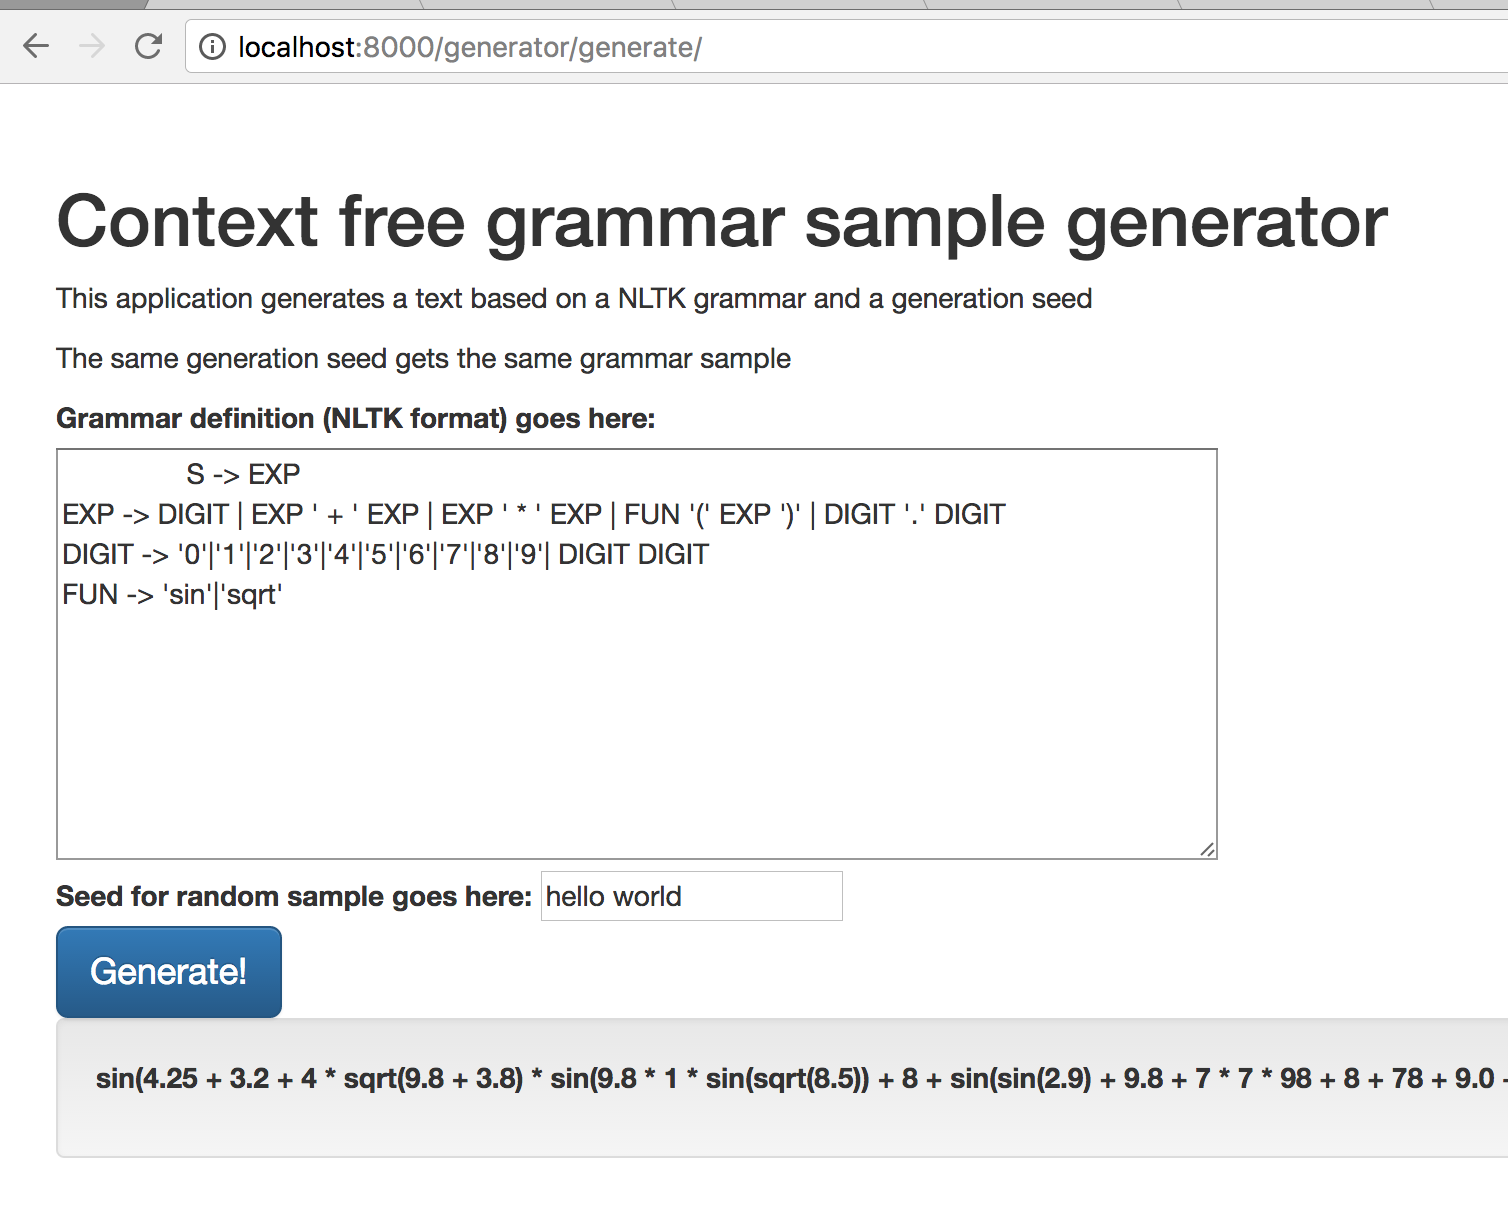 localhost:8000/generator/generate/
Context free grammar sample generator
This application generates a text based on a NLTK grammar and a generation seed
The same generation seed gets the same grammar sample
Grammar definition (NLTK format) goes here:
S -> EXP
EXP -> DIGIT | EXP ' + ' EXP | EXP ' * ' EXP | FUN '(' EXP ')' | DIGIT '.' DIGIT
DIGIT -> '0'|'1'|'2'|'3'|'4'|'5'|'6'|'7'|'8'|'9'| DIGIT DIGIT
FUN -> 'sin'|'sqrt'
Seed for random sample goes here: hello world
Generate!
sin(4.25 + 3.2 + 4 * sqrt(9.8 + 3.8) * sin(9.8 * 1 * sin(sqrt(8.5)) + 8 + sin(sin(2.9) + 9.8 + 7 * 7 * 98 + 8 + 78 + 9.0